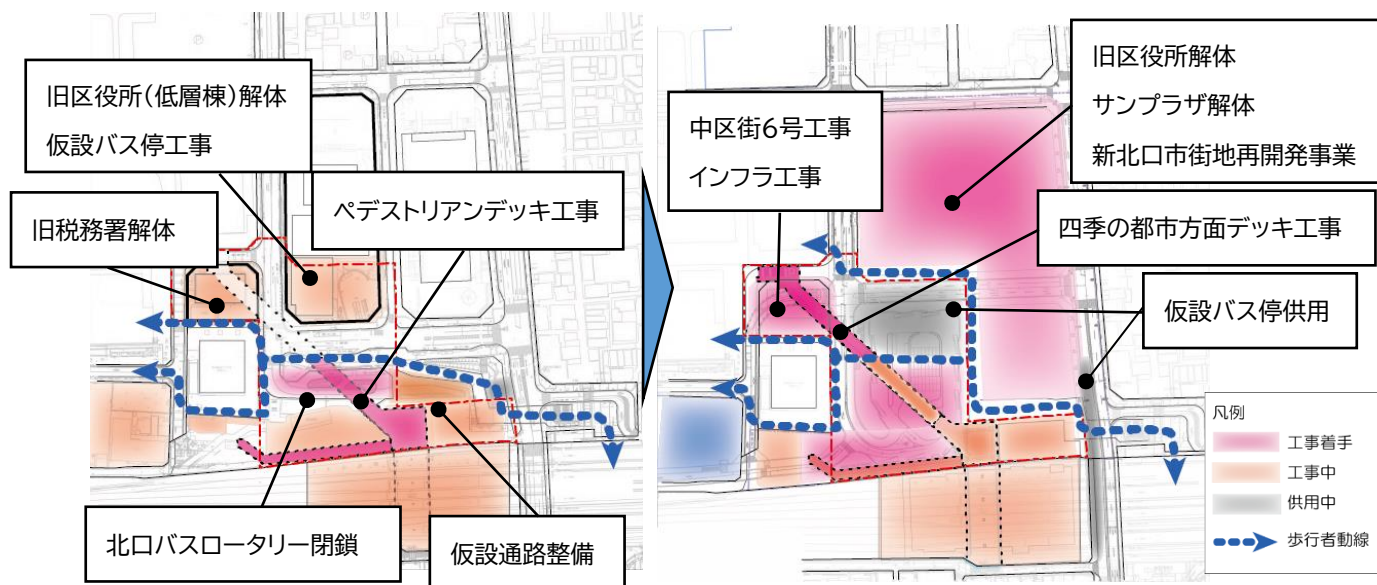 旧区役所(低層棟)解体
仮設バス停工事
ペデストリアンデッキ工事
旧税務署解体
北口バスロータリー閉鎖
仮設通路整備
旧区役所解体
サンプラザ解体
新北口市街地再開発事業
中区街6号工事
インフラ工事
四季の都市方面デッキ工事
仮設バス停供用
凡例
工事着手
工事中
供用中
歩行者動線